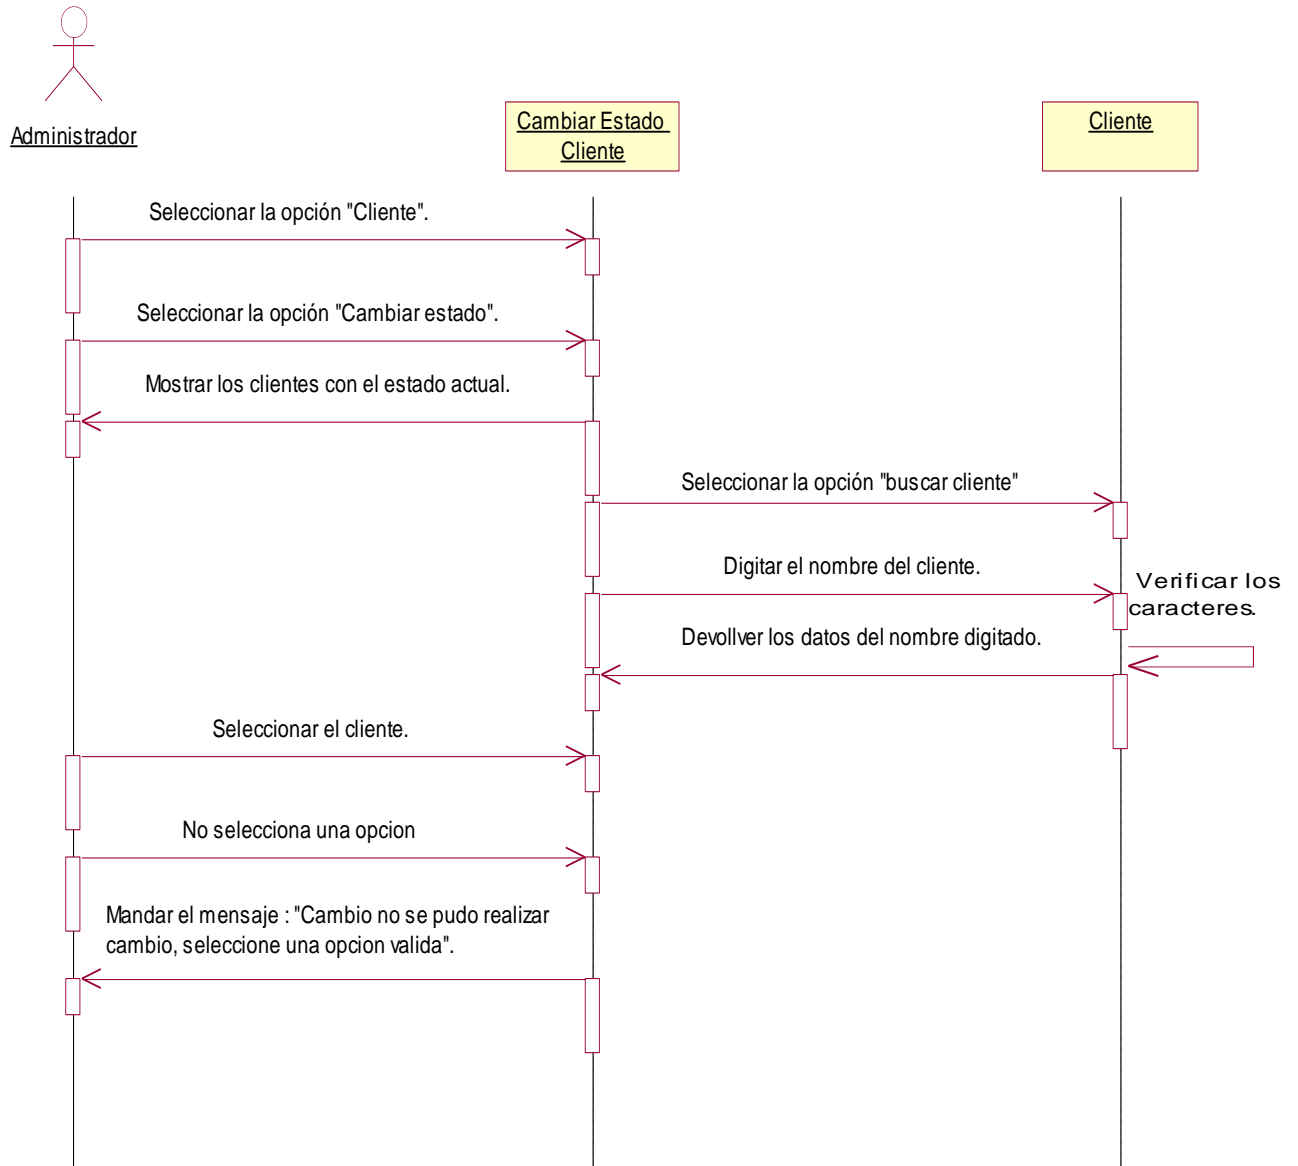 Administrador
Cambiar Estado
Cliente
Cliente
Seleccionar la opción "Cliente".
Seleccionar la opción "Cambiar estado".
Mostrar los clientes con el estado actual.
Seleccionar la opción "buscar cliente"
Digitar el nombre del cliente.
Verificar los
caracteres.
Devollver los datos del nombre digitado.
Seleccionar el cliente.
No selecciona una opcion
Mandar el mensaje : "Cambio no se pudo realizar
cambio, seleccione una opcion valida".